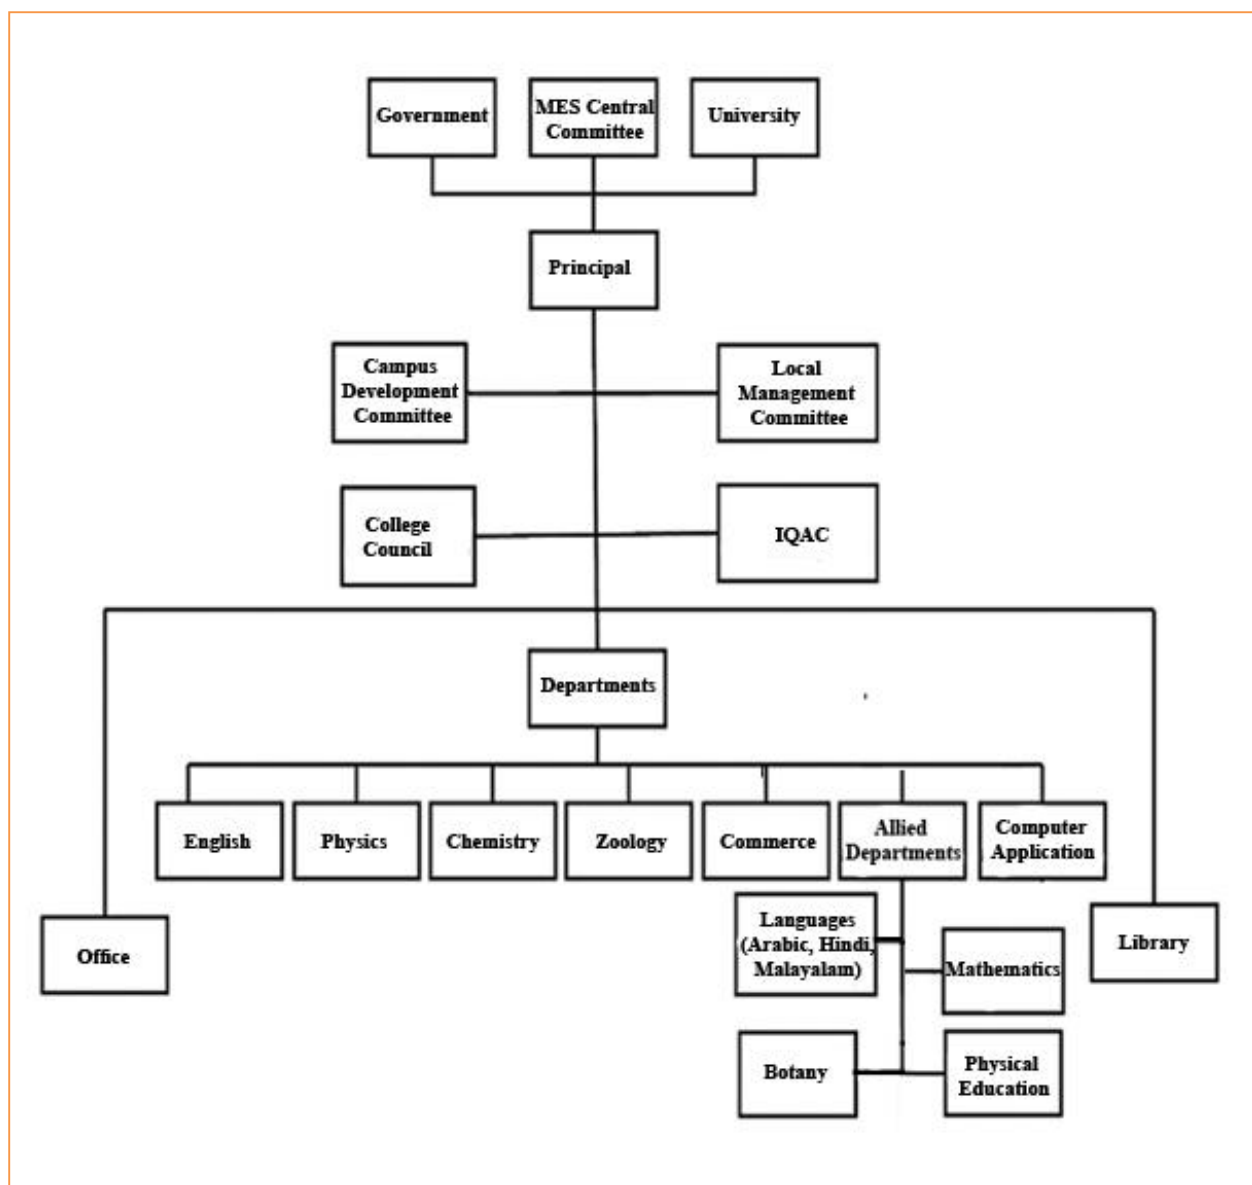 Government
MES Central
Committee
University
Principal
Campus
Development
Committee
Local
Management
Committee
College
Council
IQAC
Departments
English
Physics
Chemistry
Zoology
Commerce
Allied
Departments
Computer
Application
Office
Languages
(Arabic, Hindi,
Malayalam)
Mathematics
Library
Botany
Physical
Education